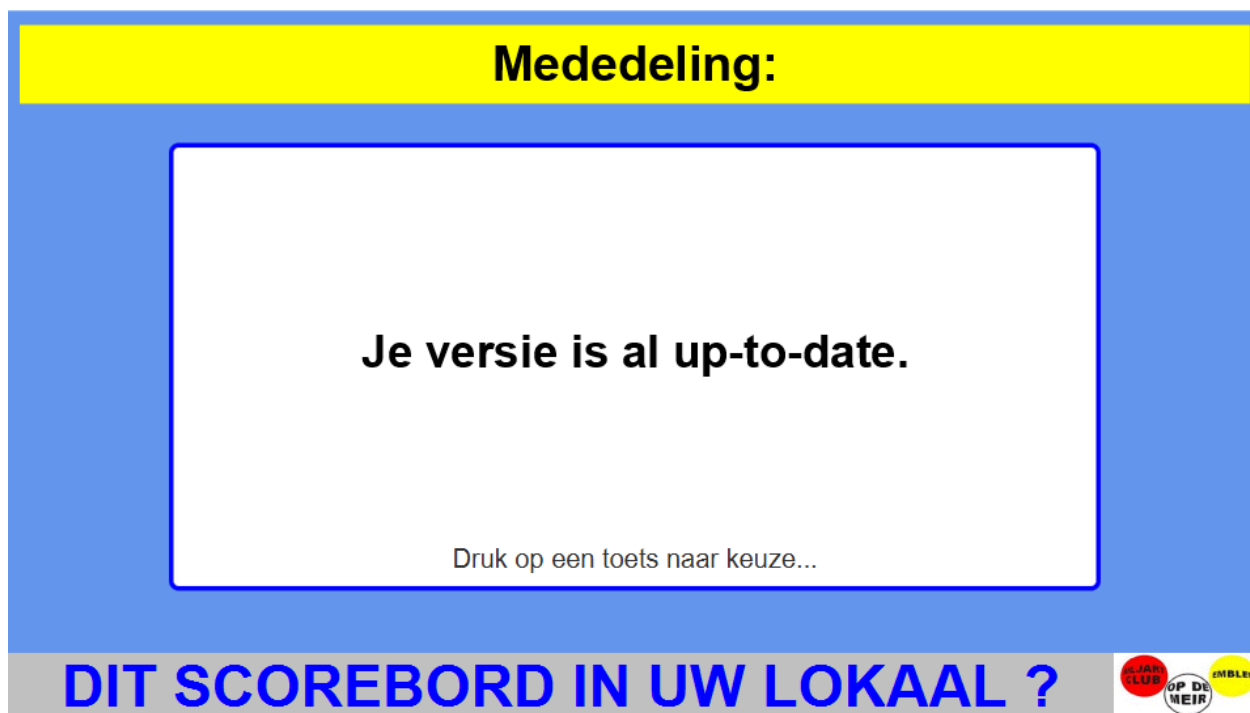 Mededeling:
Je versie is al up-to-date.
Druk op een toets naar keuze...
DIT SCOREBORD IN UW LOKAAL ?
CLUB
OP DE
MEIR